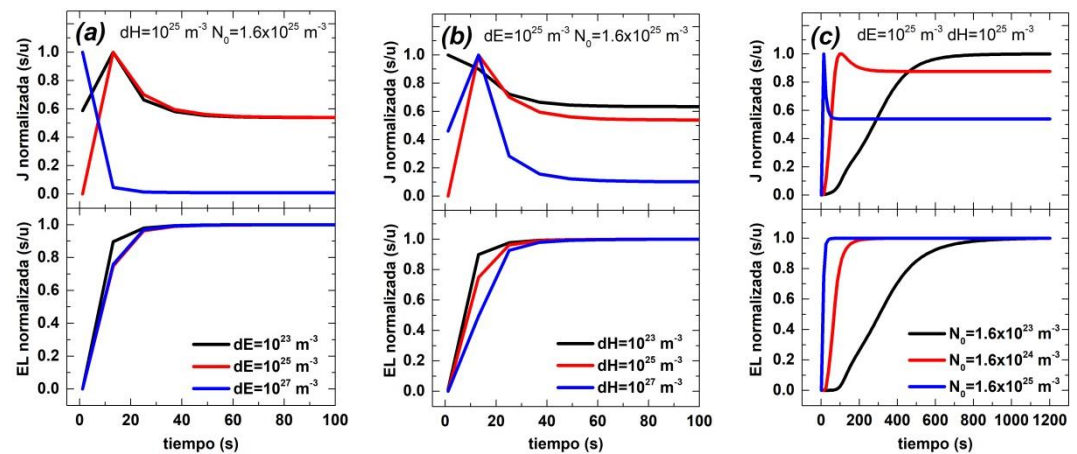 (a) dH=10²⁵ m⁻³ N₀=1.6x10²⁵ m⁻³
J normalizada (s/u)
1.0
0.8
0.6
0.4
0.2
0.0
EL normalizada (s/u)
1.0
0.8
0.6
0.4
0.2
0.0
dE=10²³ m⁻³
dE=10²⁵ m⁻³
dE=10²⁷ m⁻³
0 20 40 60 80 100
tiempo (s)
(b) dE=10²⁵ m⁻³ N₀=1.6x10²⁵ m⁻³
J normalizada (s/u)
1.0
0.8
0.6
0.4
0.2
0.0
EL normalizada (s/u)
1.0
0.8
0.6
0.4
0.2
0.0
dH=10²³ m⁻³
dH=10²⁵ m⁻³
dH=10²⁷ m⁻³
0 20 40 60 80 100
tiempo (s)
(c) dE=10²⁵ m⁻³ dH=10²⁵ m⁻³
J normalizada (s/u)
1.0
0.8
0.6
0.4
0.2
0.0
EL normalizada (s/u)
1.0
0.8
0.6
0.4
0.2
0.0
N₀=1.6x10²³ m⁻³
N₀=1.6x10²⁴ m⁻³
N₀=1.6x10²⁵ m⁻³
0 200 400 600 800 1000 1200
tiempo (s)